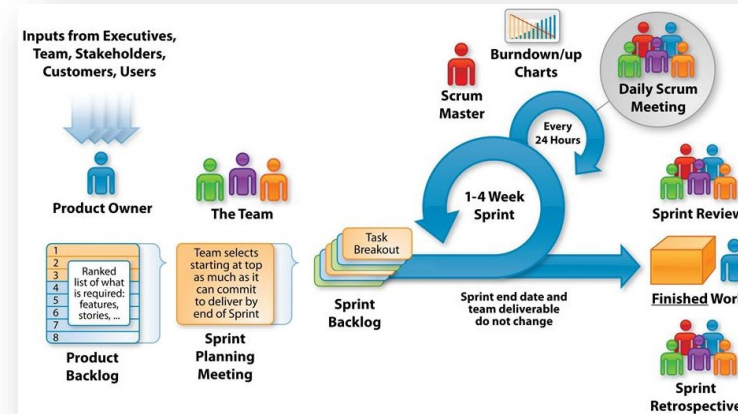 Inputs from Executives,
Team, Stakeholders,
Customers, Users
Product Owner
The Team
1
2
3
4
5
6
7
8
Ranked
list of what
is required:
features,
stories, ...
Product
Backlog
Team selects
starting at top
as much as it
can commit
to deliver by
end of Sprint
Sprint
Planning
Meeting
Task
Breakout
Sprint
Backlog
Scrum
Master
Burndown/up
Charts
Daily Scrum
Meeting
Every
24 Hours
1-4 Week
Sprint
Sprint end date and
team deliverable
do not change
Sprint Review
Finished Work
Sprint
Retrospective